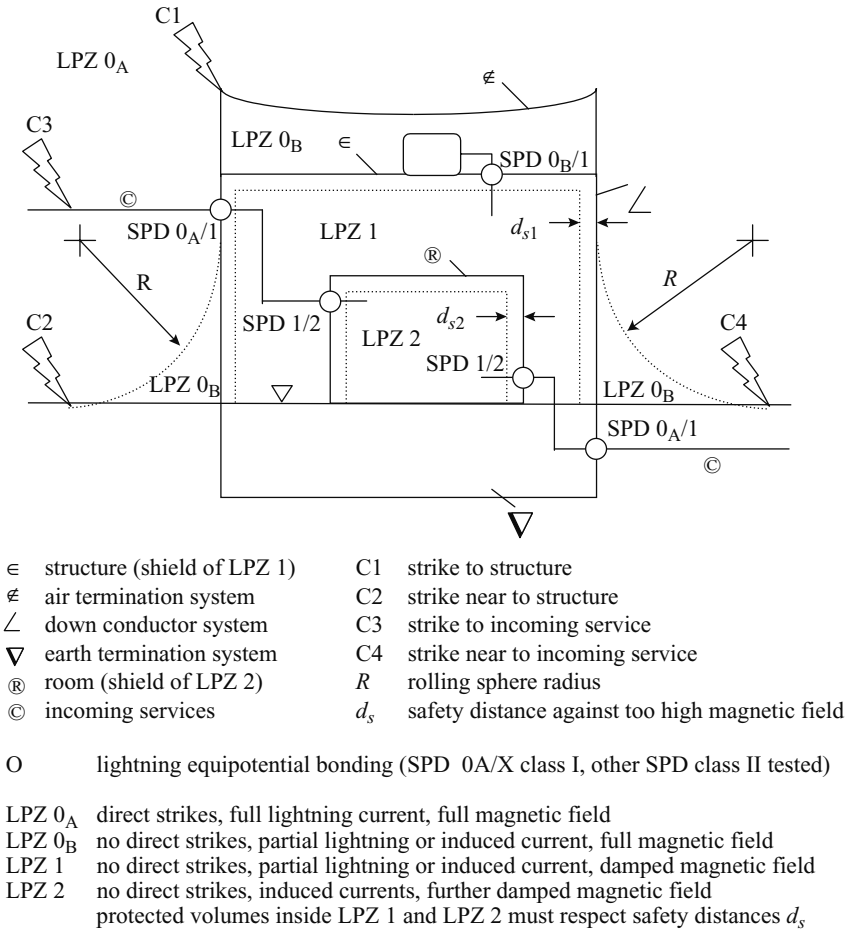 C1
LPZ 0A
∉
C3
LPZ 0B
∈
SPD 0B/1
©
SPD 0A/1
LPZ 1
ds1
∠
®
R
R
SPD 1/2
ds2
C2
LPZ 2
C4
SPD 1/2
LPZ 0B
LPZ 0B
SPD 0A/1
©
∈ structure (shield of LPZ 1)
∉ air termination system
∠ down conductor system
∇ earth termination system
® room (shield of LPZ 2)
© incoming services
C1 strike to structure
C2 strike near to structure
C3 strike to incoming service
C4 strike near to incoming service
R rolling sphere radius
ds safety distance against too high magnetic field
O lightning equipotential bonding (SPD 0A/X class I, other SPD class II tested)
LPZ 0A direct strikes, full lightning current, full magnetic field
LPZ 0B no direct strikes, partial lightning or induced current, full magnetic field
LPZ 1 no direct strikes, partial lightning or induced current, damped magnetic field
LPZ 2 no direct strikes, induced currents, further damped magnetic field
protected volumes inside LPZ 1 and LPZ 2 must respect safety distances ds